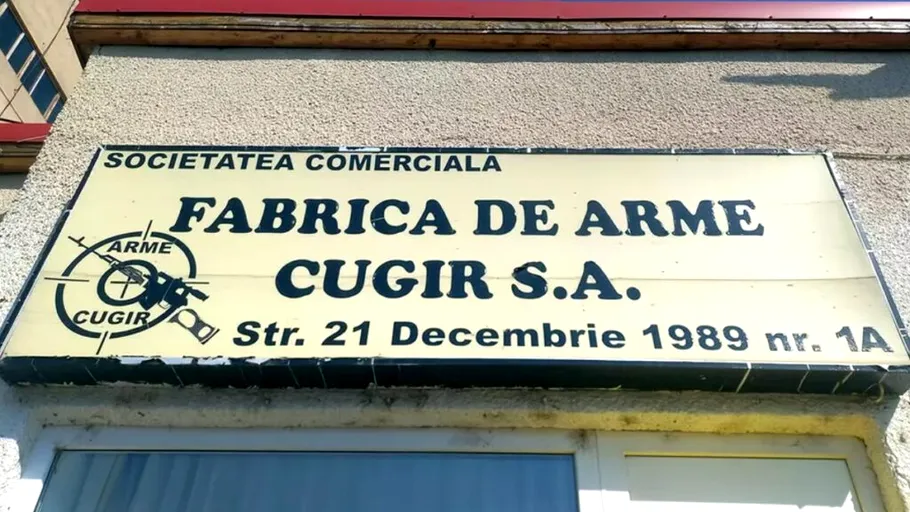 SOCIETATEA COMERCIALA
FABRICA DE ARME
CUGIR S.A.
ARME
CUGIR
Str. 21 Decembrie 1989 nr. 1A